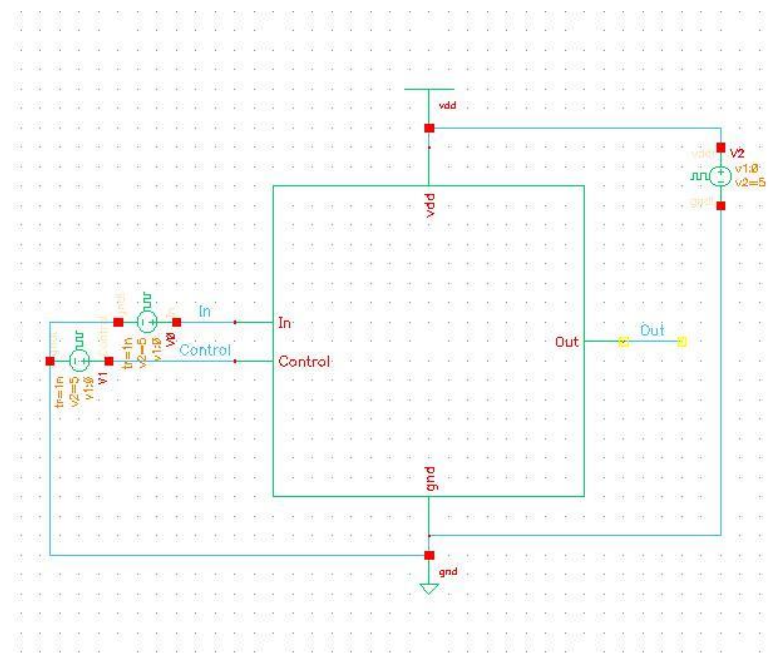 vdd
V2
v1:0
v2=5
vdd
In
In
V0
tr=1n
v2=5
v1:0
Control
Control
V1
tr=1n
v2=5
v1:0
Out
Out
gnd
gnd